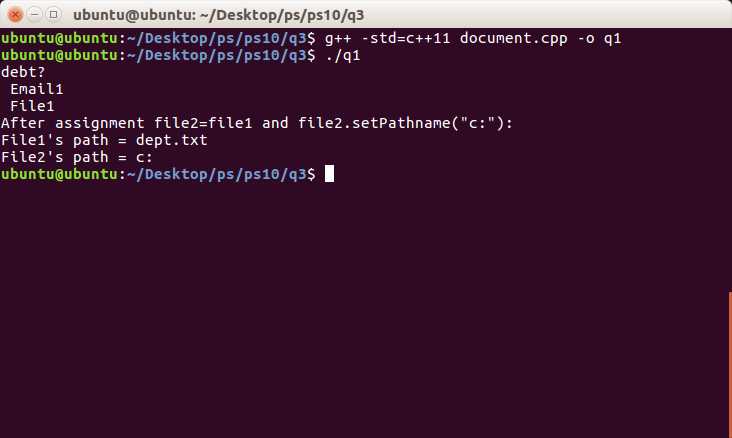 ubuntu@ubuntu: ~/Desktop/ps/ps10/q3
ubuntu@ubuntu:~/Desktop/ps/ps10/q3$ g++ -std=c++11 document.cpp -o q1
ubuntu@ubuntu:~/Desktop/ps/ps10/q3$ ./q1
debt?
 Email1
 File1
After assignment file2=file1 and file2.setPathname("c:"):
File1's path = dept.txt
File2's path = c:
ubuntu@ubuntu:~/Desktop/ps/ps10/q3$